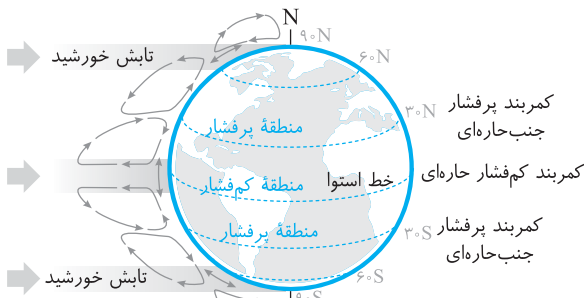 N
۹۰N
۶۰N
تابش خورشید
۳۰N
کمربند پرفشار
جنب‌حاره‌ای
منطقهٔ پرفشار
کمربند کم‌فشار حاره‌ای
خط استوا
منطقهٔ کم‌فشار
کمربند پرفشار
جنب‌حاره‌ای
۳۰S
منطقهٔ پرفشار
تابش خورشید
۶۰S
۹۰S